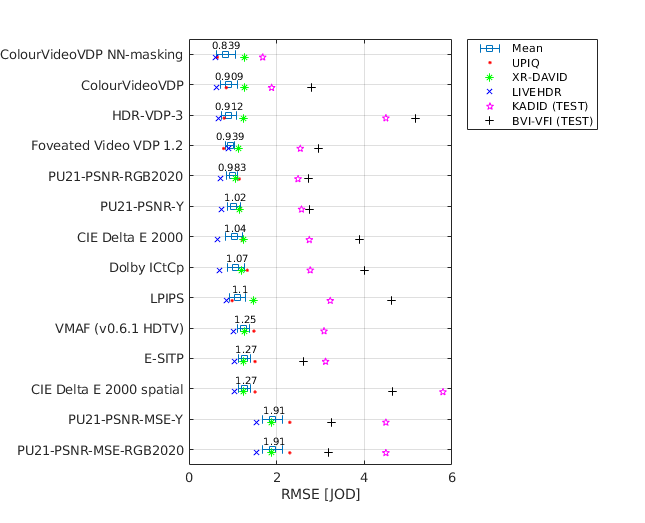 ColourVideoVDP NN-masking
0.839
ColourVideoVDP
0.909
HDR-VDP-3
0.912
Foveated Video VDP 1.2
0.939
PU21-PSNR-RGB2020
0.983
PU21-PSNR-Y
1.02
CIE Delta E 2000
1.04
Dolby ICtCp
1.07
LPIPS
1.1
VMAF (v0.6.1 HDTV)
1.25
E-SITP
1.27
CIE Delta E 2000 spatial
1.27
PU21-PSNR-MSE-Y
1.91
PU21-PSNR-MSE-RGB2020
1.91
0 2 4 6
RMSE [JOD]
Mean
UPIQ
XR-DAVID
LIVEHDR
KADID (TEST)
BVI-VFI (TEST)